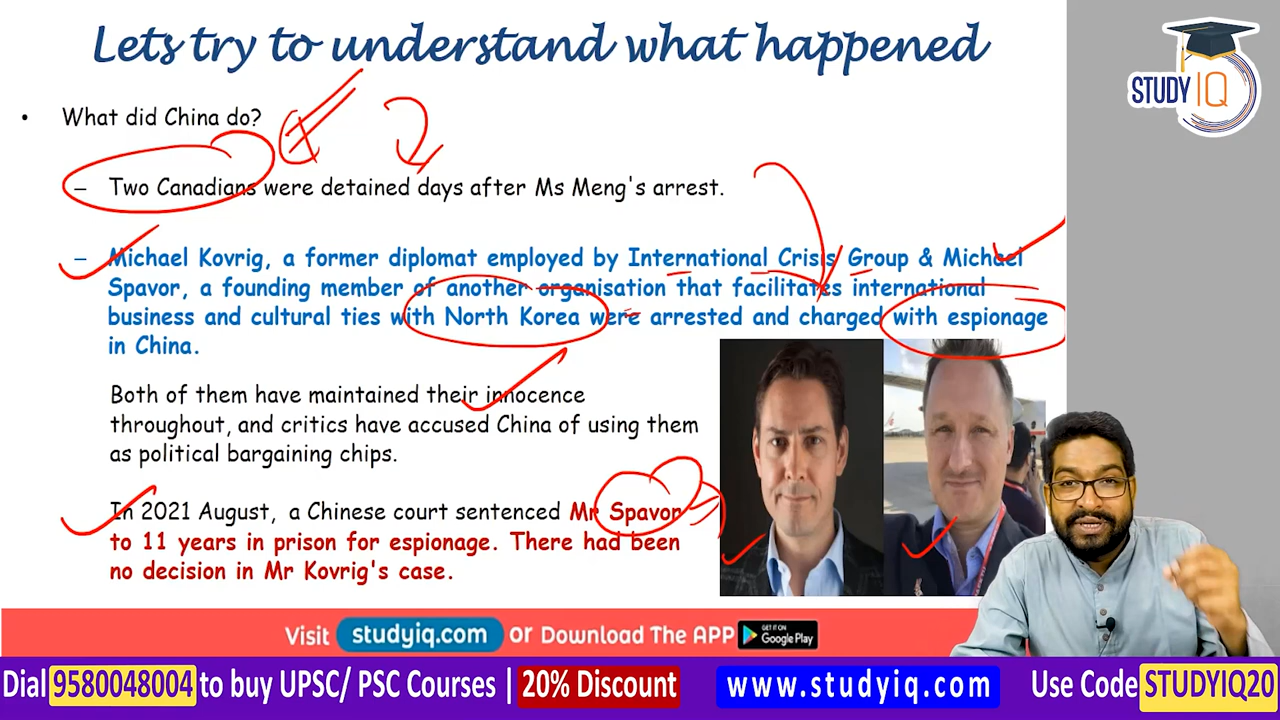 Lets try to understand what happened
STUDY IQ
• What did China do?
2
– Two Canadians were detained days after Ms Meng's arrest.
– Michael Kovrig, a former diplomat employed by International Crisis Group & Michael
Spavor, a founding member of another organisation that facilitates international
business and cultural ties with North Korea were arrested and charged with espionage
in China.
Both of them have maintained their innocence
throughout, and critics have accused China of using them
as political bargaining chips.
In 2021 August, a Chinese court sentenced Mr Spavor
to 11 years in prison for espionage. There had been
no decision in Mr Kovrig's case.
Visit studyiq.com or Download The APP GET IT ON Google Play
Dial 9580048004 to buy UPSC/ PSC Courses | 20% Discount www.studyiq.com Use Code STUDYIQ20